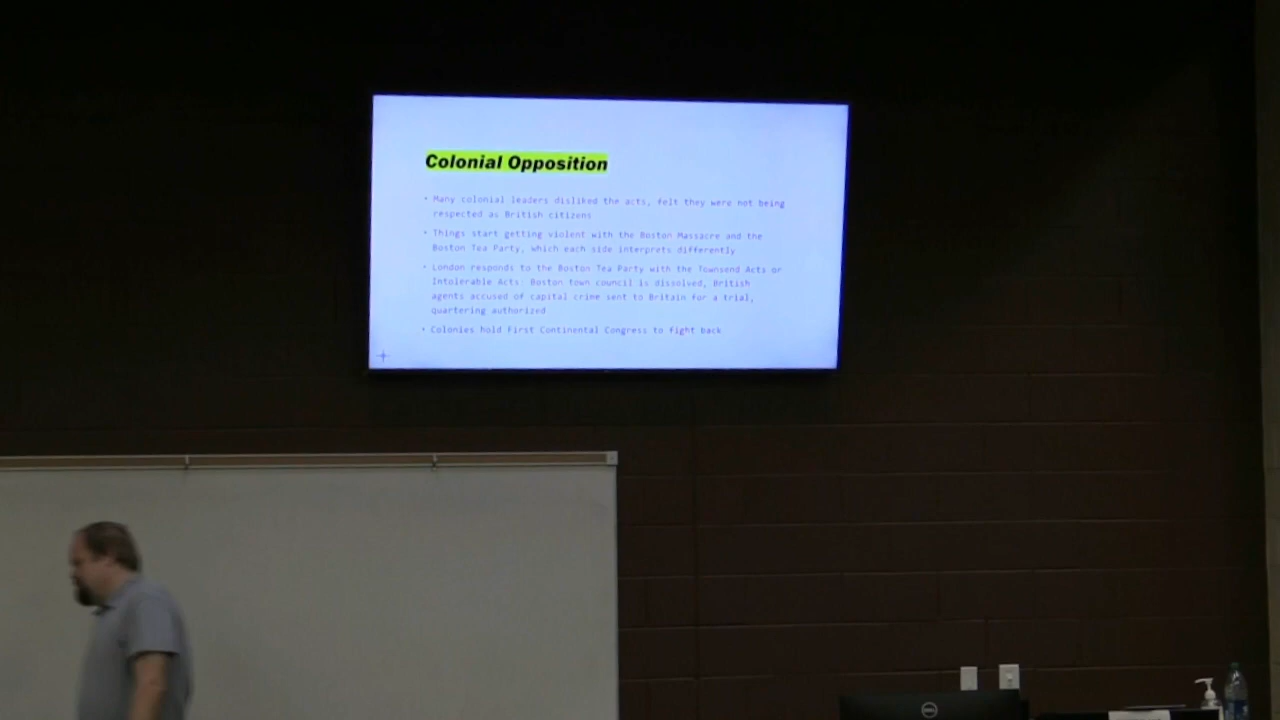 Colonial Opposition
• Many colonial leaders disliked the acts, felt they were not being
respected as British citizens
• Things start getting violent with the Boston Massacre and the
Boston Tea Party, which each side interprets differently
• London responds to the Boston Tea Party with the Townsend Acts or
Intolerable Acts: Boston town council is dissolved, British
agents accused of capital crime sent to Britain for a trial,
quartering authorized
• Colonies hold First Continental Congress to fight back
DELL